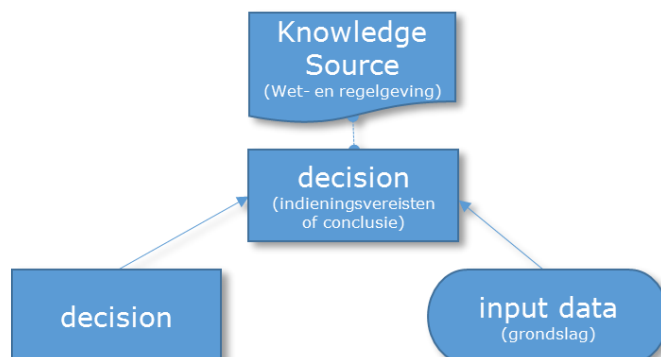 Knowledge
Source
(Wet- en regelgeving)
decision
(indieningsvereisten
of conclusie)
decision
input data
(grondslag)